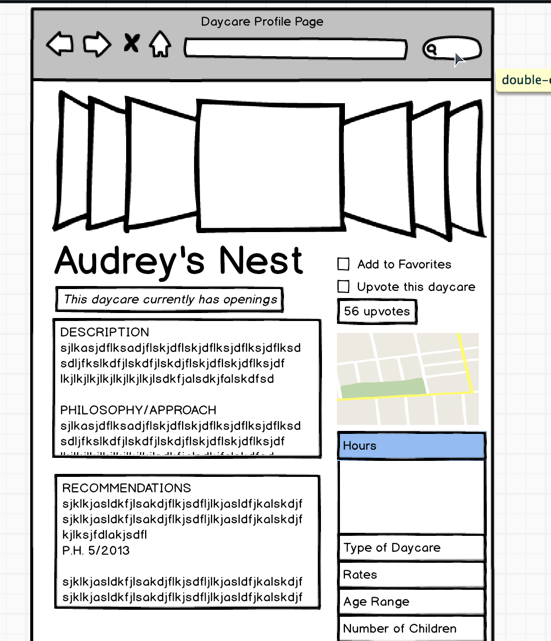 Daycare Profile Page
double-
Audrey's Nest
This daycare currently has openings
DESCRIPTION
sjlkasjdflksadjflskjdflskjdflksjdflksjdflksd
sdljfkslkdfjlskdfjlskdjflskjdflskjdflksjdf
lkjlkjlkjlkjlkjlkjlkjlsdkfjalsdkjfalskdfsd
PHILOSOPHY/APPROACH
sjlkasjdflksadjflskjdflskjdflksjdflksjdflksd
sdljfkslkdfjlskdfjlskdjflskjdflskjdflksjdf
RECOMMENDATIONS
sjklkjasldkfjlsakdjflkjsdfljlkjasldfjkalskdjf
sjklkjasldkfjlsakdjflkjsdfljlkjasldfjkalskdjf
kjlksjfdlakjsdfl
P.H. 5/2013
sjklkjasldkfjlsakdjflkjsdfljlkjasldfjkalskdjf
sjklkjasldkfjlsakdjflkjsdfljlkjasldfjkalskdjf
Add to Favorites
Upvote this daycare
56 upvotes
Hours
Type of Daycare
Rates
Age Range
Number of Children